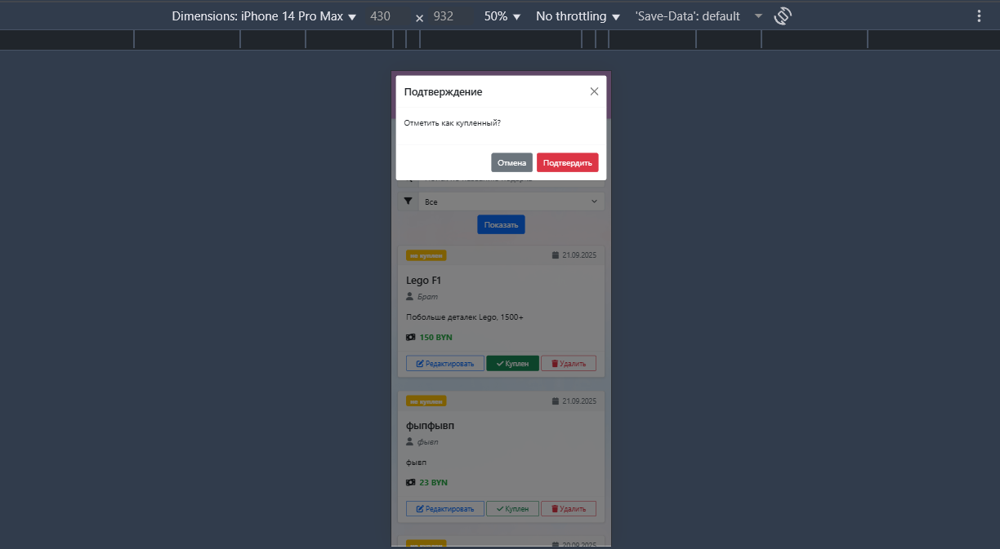 Dimensions: iPhone 14 Pro Max 430 × 932 50% No throttling 'Save-Data': default
Подтверждение
Отметить как купленный?
Отмена Подтвердить
Все
Показать
не куплен 21.09.2025
Lego F1
Брат
Побольше деталек Lego, 1500+
150 BYN
Редактировать Куплен Удалить
не куплен 21.09.2025
фыпфывп
фывп
фывп
23 BYN
Редактировать Куплен Удалить
20.09.2025